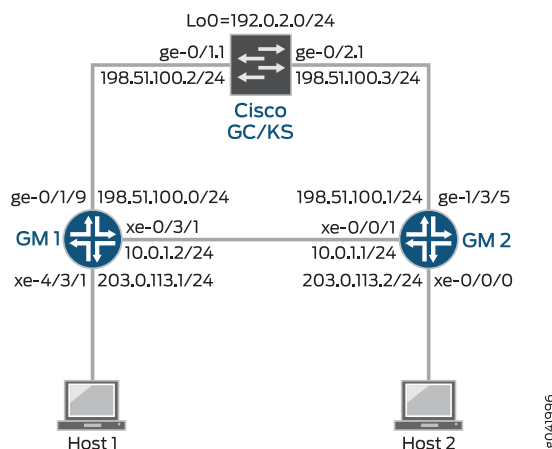 Lo0=192.0.2.0/24
ge-0/1.1
ge-0/2.1
198.51.100.2/24
198.51.100.3/24
Cisco
GC/KS
ge-0/1/9
198.51.100.0/24
198.51.100.1/24
ge-1/3/5
GM 1
xe-0/3/1
xe-0/0/1
GM 2
10.0.1.2/24
10.0.1.1/24
xe-4/3/1
203.0.113.1/24
203.0.113.2/24
xe-0/0/0
Host 1
Host 2
g041996